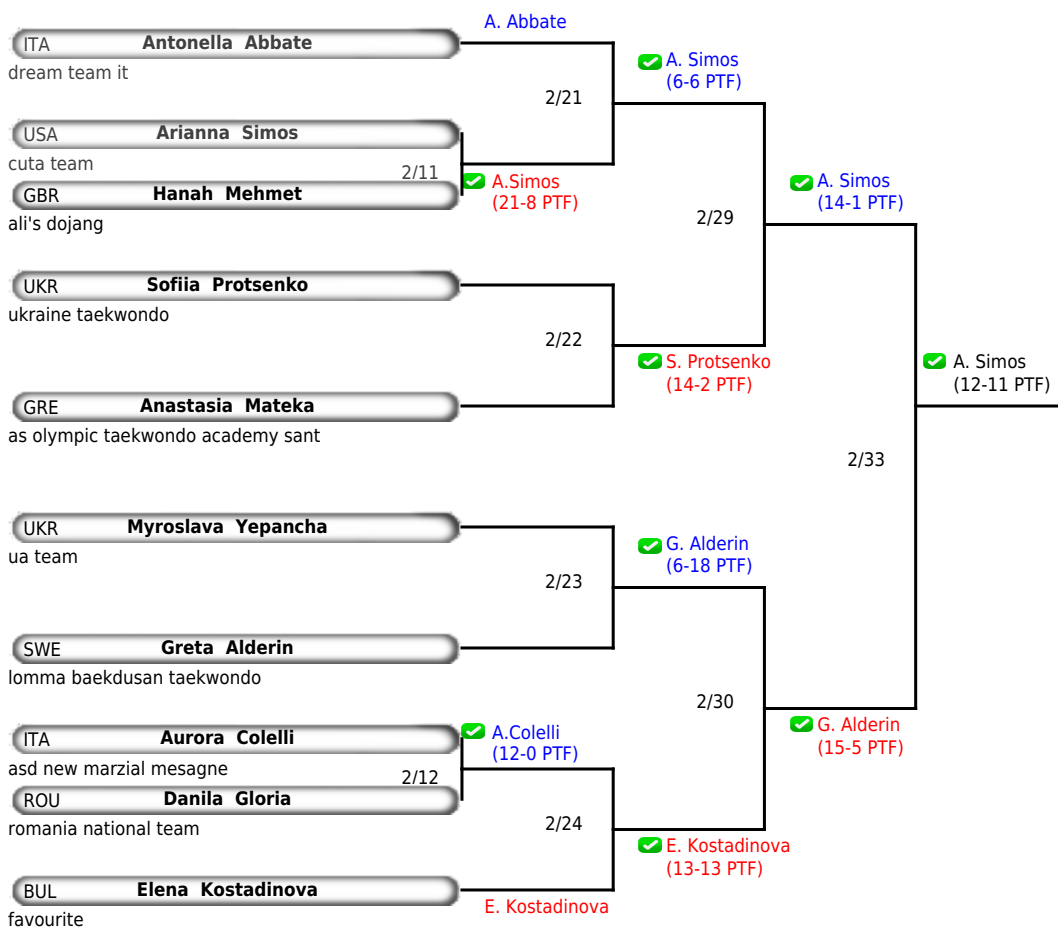 A. Abbate
ITA Antonella Abbate
dream team it
A. Simos
(6-6 PTF)
2/21
USA Arianna Simos
cuta team
2/11
A.Simos
(21-8 PTF)
GBR Hanah Mehmet
ali's dojang
A. Simos
(14-1 PTF)
2/29
UKR Sofiia Protsenko
ukraine taekwondo
2/22
S. Protsenko
(14-2 PTF)
A. Simos
(12-11 PTF)
GRE Anastasia Mateka
as olympic taekwondo academy sant
2/33
UKR Myroslava Yepancha
ua team
G. Alderin
(6-18 PTF)
2/23
SWE Greta Alderin
lomma baekdusan taekwondo
2/30
G. Alderin
(15-5 PTF)
ITA Aurora Colelli
asd new marzial mesagne
A.Colelli
(12-0 PTF)
2/12
ROU Danila Gloria
romania national team
2/24
E. Kostadinova
(13-13 PTF)
BUL Elena Kostadinova
favourite
E. Kostadinova